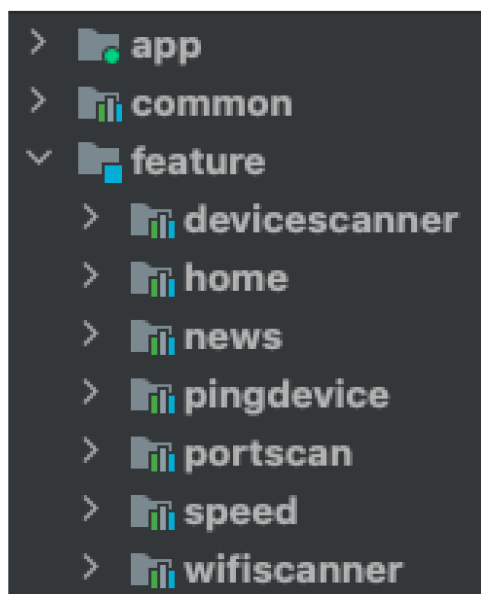 app
common
feature
devicescanner
home
news
pingdevice
portscan
speed
wifiscanner